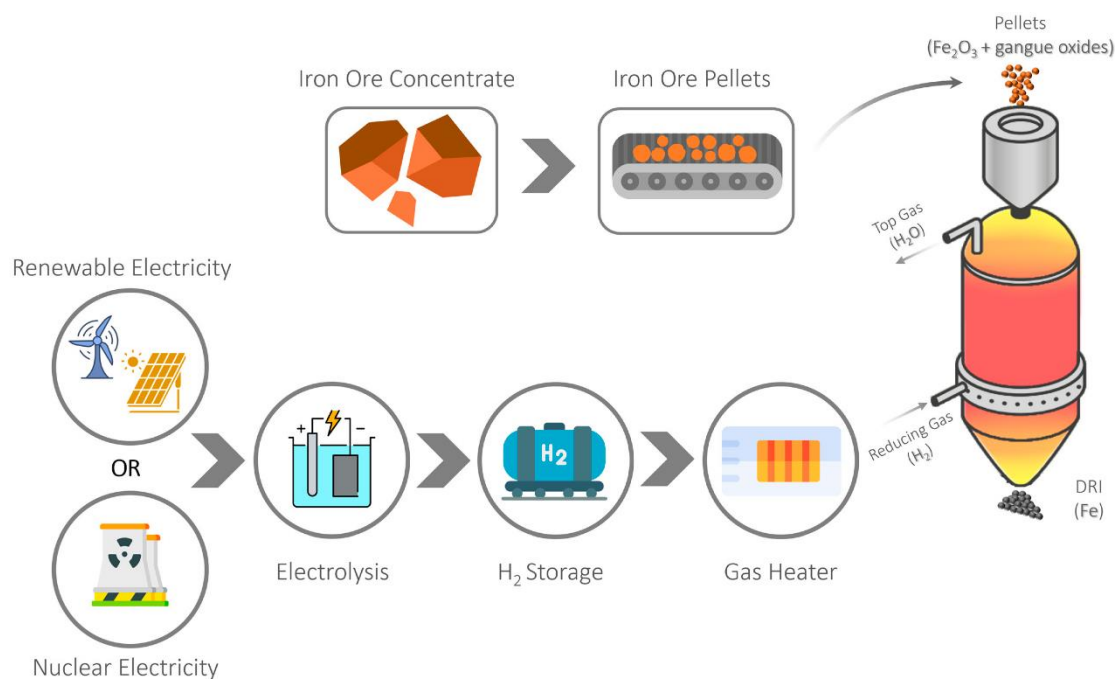 Pellets
(Fe₂O₃ + gangue oxides)
Iron Ore Concentrate
Iron Ore Pellets
Top Gas
(H₂O)
Renewable Electricity
OR
Nuclear Electricity
+ −
Electrolysis
H2
H₂ Storage
Gas Heater
Reducing Gas
(H₂)
DRI
(Fe)